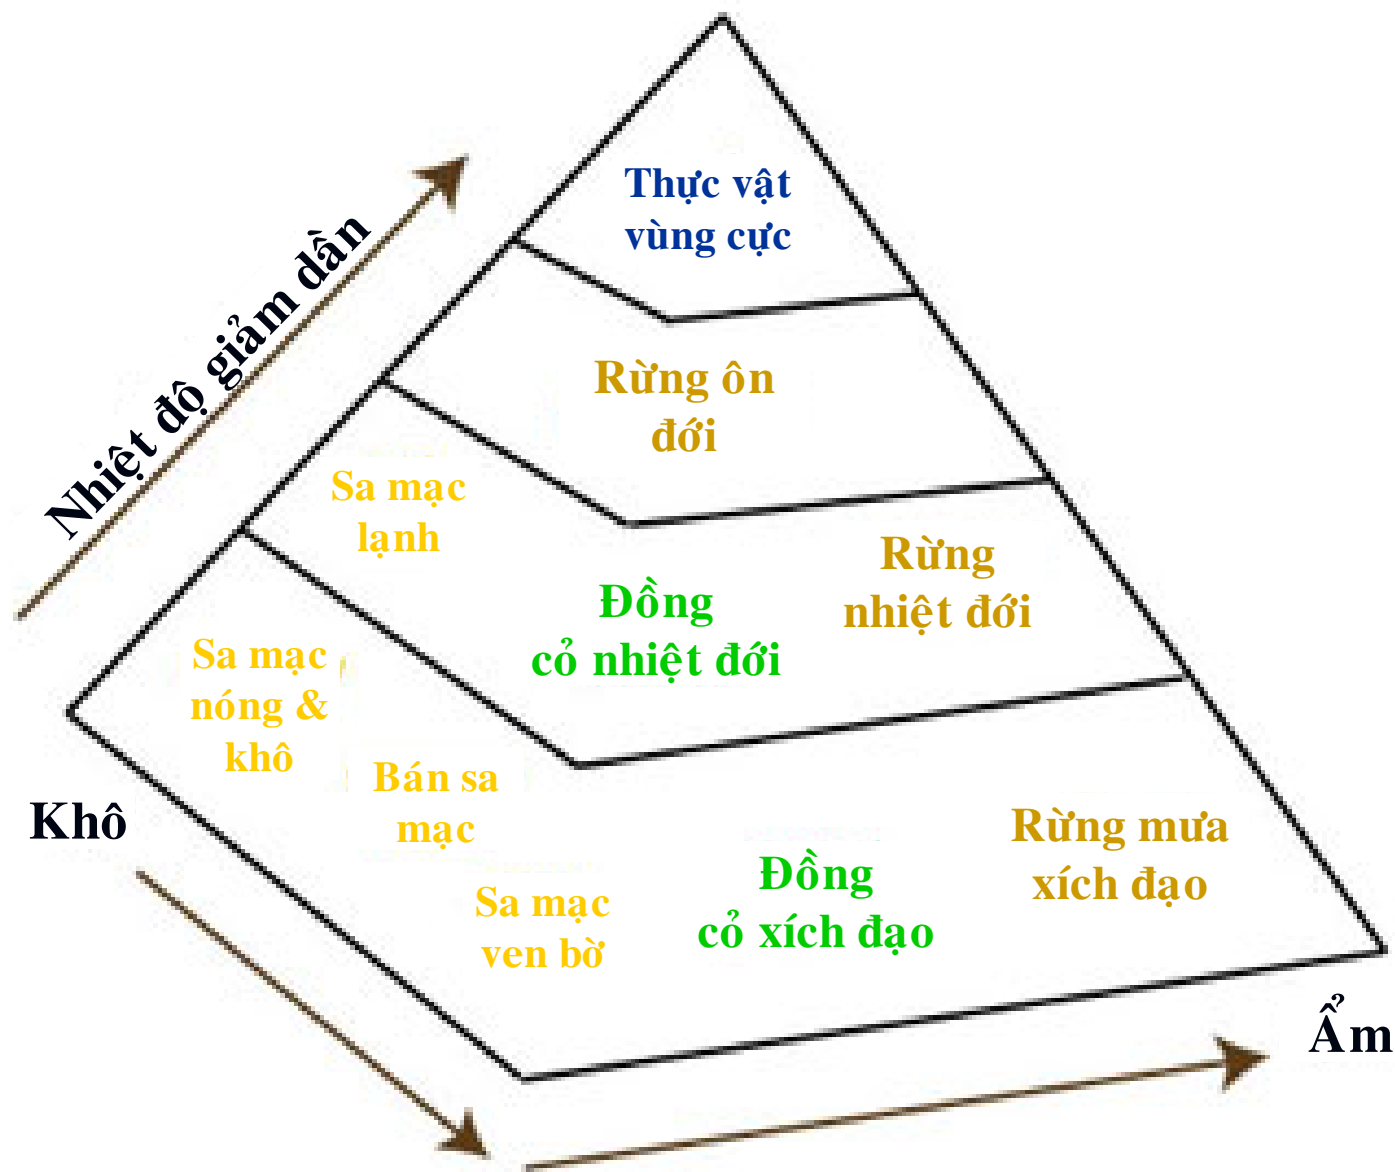 Thực vật
vùng cực
Nhiệt độ giảm dần
Rừng ôn
đới
Sa mạc
lạnh
Đồng
cỏ nhiệt đới
Rừng
nhiệt đới
Sa mạc
nóng &
khô
Khô
Bán sa
mạc
Sa mạc
ven bờ
Đồng
cỏ xích đạo
Rừng mưa
xích đạo
Ẩm